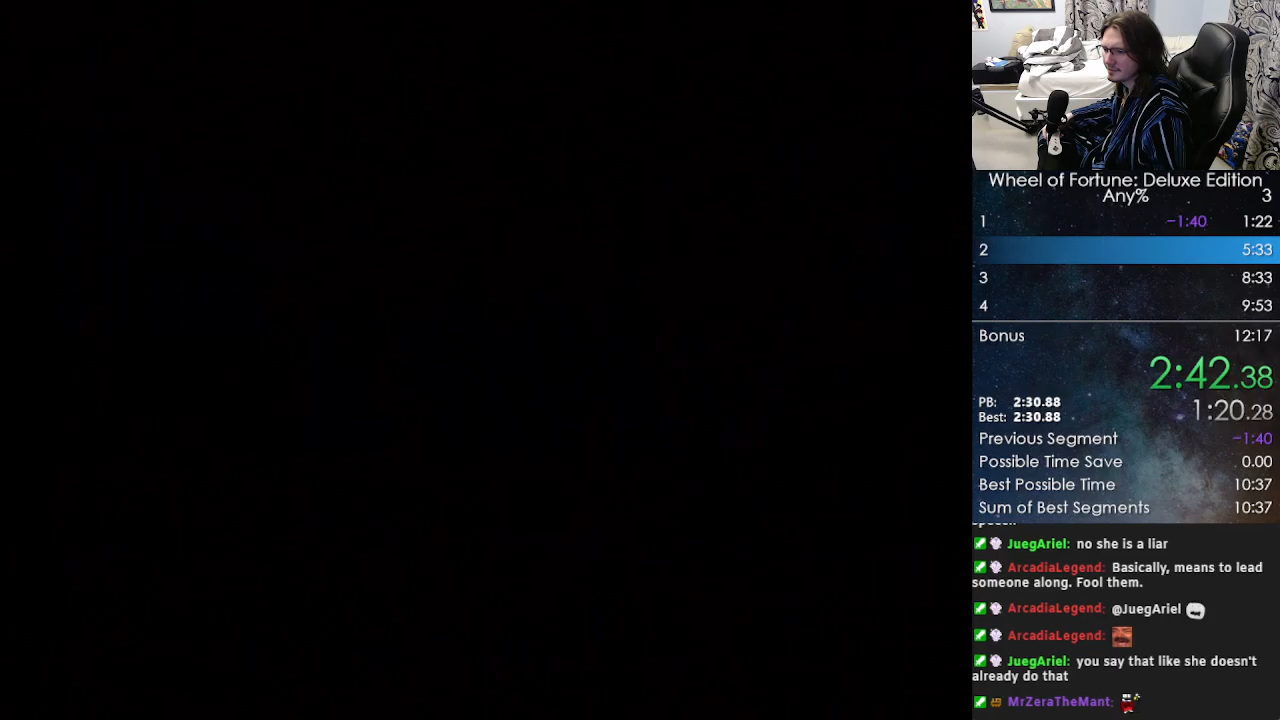 Wheel of Fortune: Deluxe Edition
Any% 3
1 -1:40 1:22
2 5:33
3 8:33
4 9:53
Bonus 12:17
2:42.38
PB: 2:30.88
Best: 2:30.88
1:20.28
Previous Segment -1:40
Possible Time Save 0.00
Best Possible Time 10:37
Sum of Best Segments 10:37
JuegAriel: no she is a liar
ArcadiaLegend: Basically, means to lead
someone along. Fool them.
ArcadiaLegend: @JuegAriel
ArcadiaLegend:
JuegAriel: you say that like she doesn't
already do that
MrZeraTheMant: